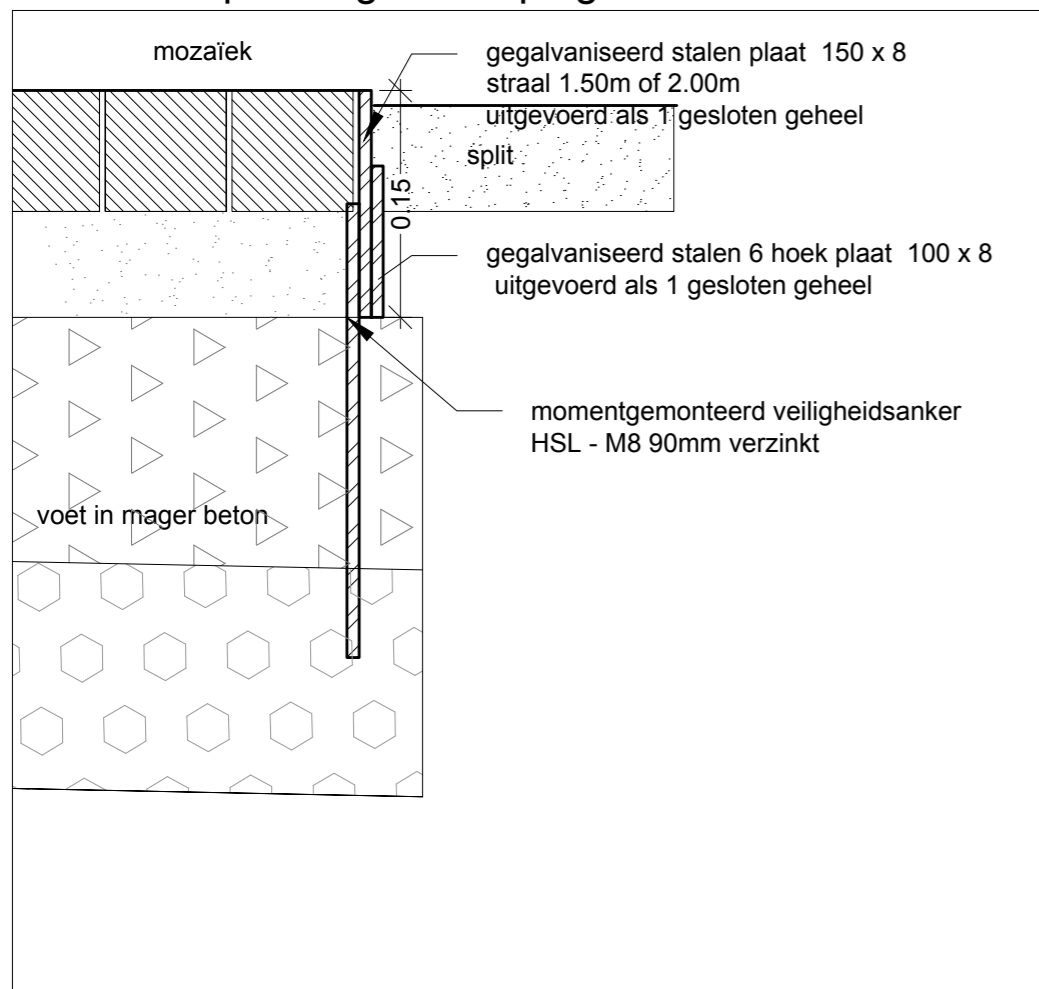 mozaïek
gegalvaniseerd stalen plaat 150 x 8
straal 1.50m of 2.00m
uitgevoerd als 1 gesloten geheel
split
0.15
gegalvaniseerd stalen 6 hoek plaat 100 x 8
uitgevoerd als 1 gesloten geheel
momentgemonteerd veiligheidsanker
HSL - M8 90mm verzinkt
voet in mager beton